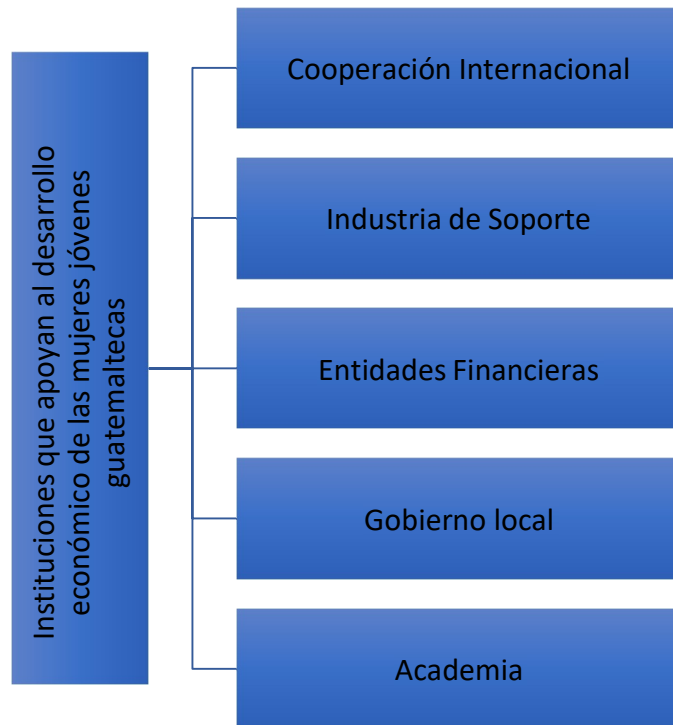 Instituciones que apoyan al desarrollo
económico de las mujeres jóvenes
guatemaltecas
Cooperación Internacional
Industria de Soporte
Entidades Financieras
Gobierno local
Academia